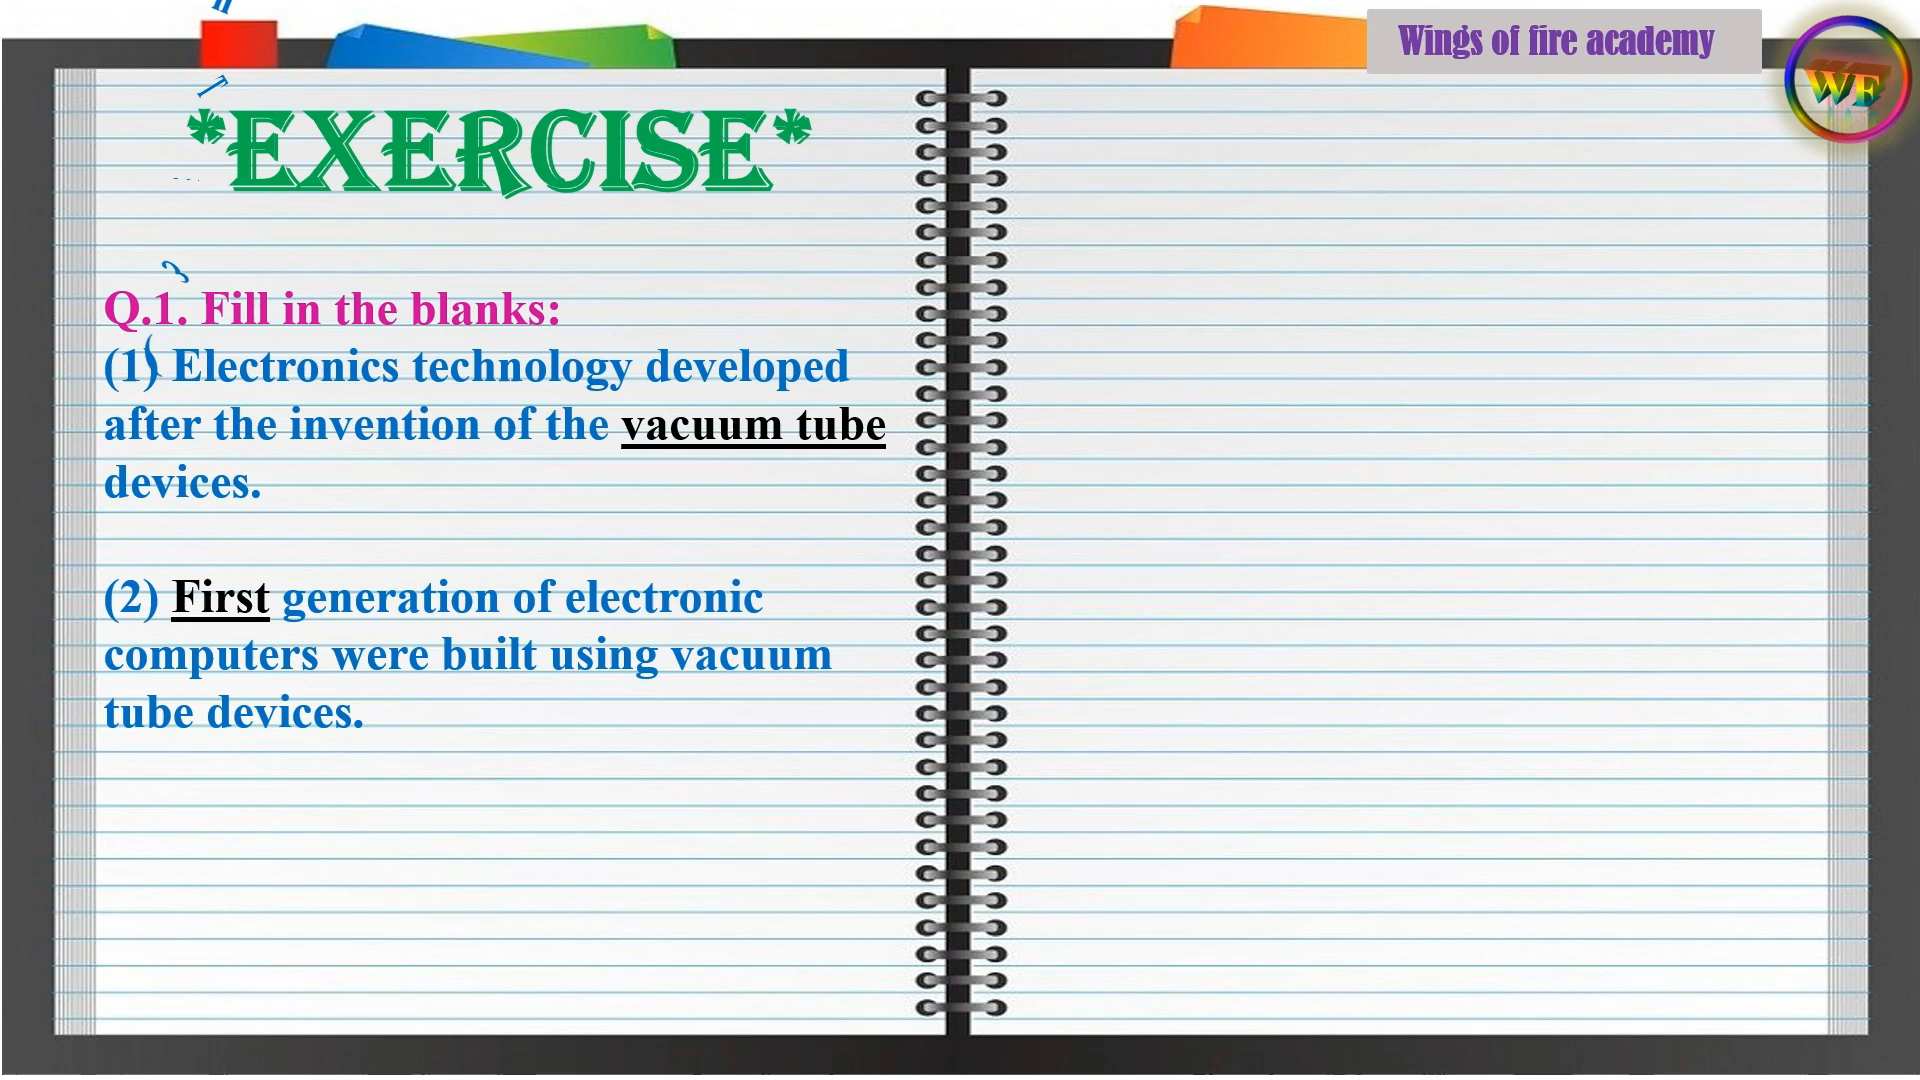 Wings of fire academy
WF
*EXERCISE*
Q.1. Fill in the blanks:
(1) Electronics technology developed
after the invention of the vacuum tube
devices.
(2) First generation of electronic
computers were built using vacuum
tube devices.